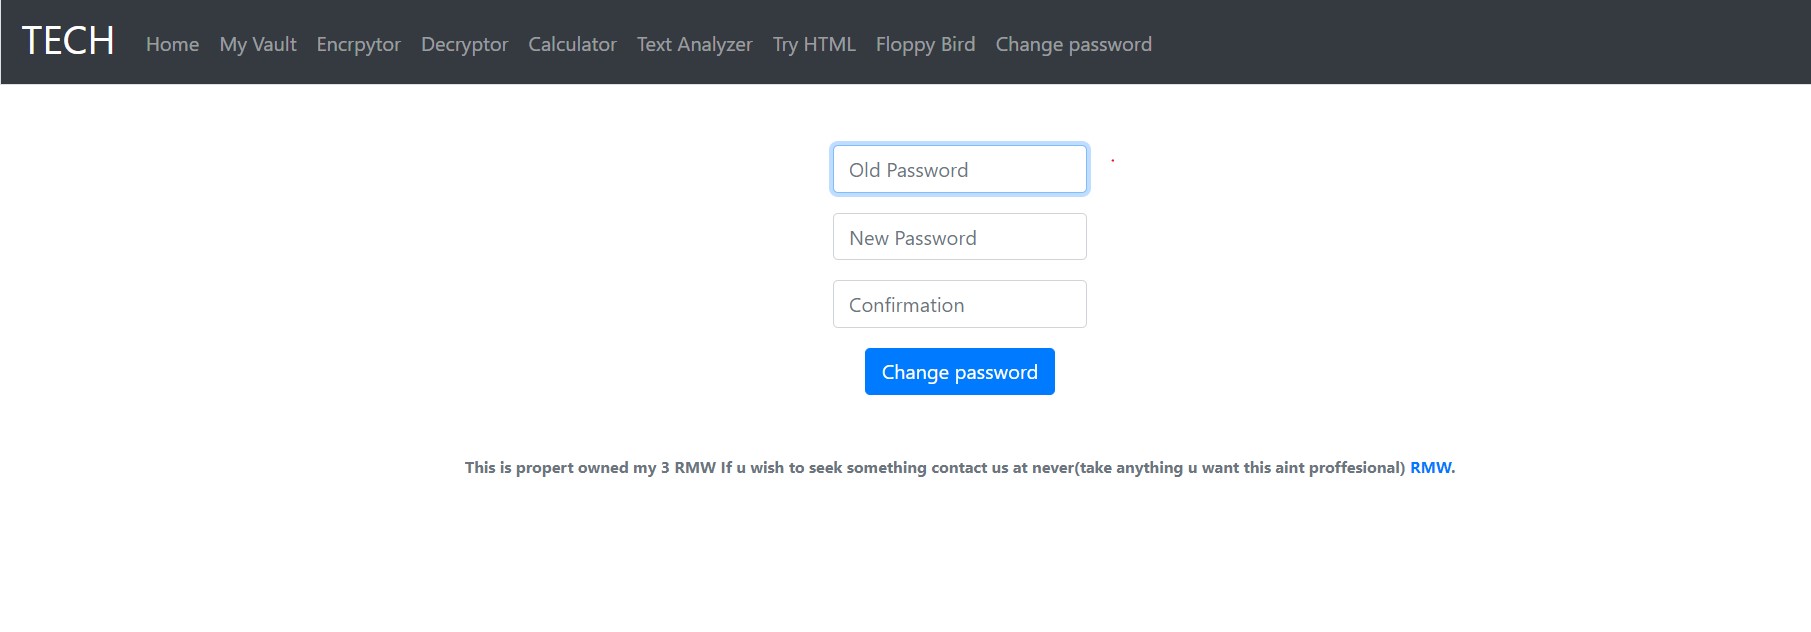 TECH Home My Vault Encrpytor Decryptor Calculator Text Analyzer Try HTML Floppy Bird Change password
Old Password
New Password
Confirmation
Change password
This is propert owned my 3 RMW If u wish to seek something contact us at never(take anything u want this aint proffesional) RMW.